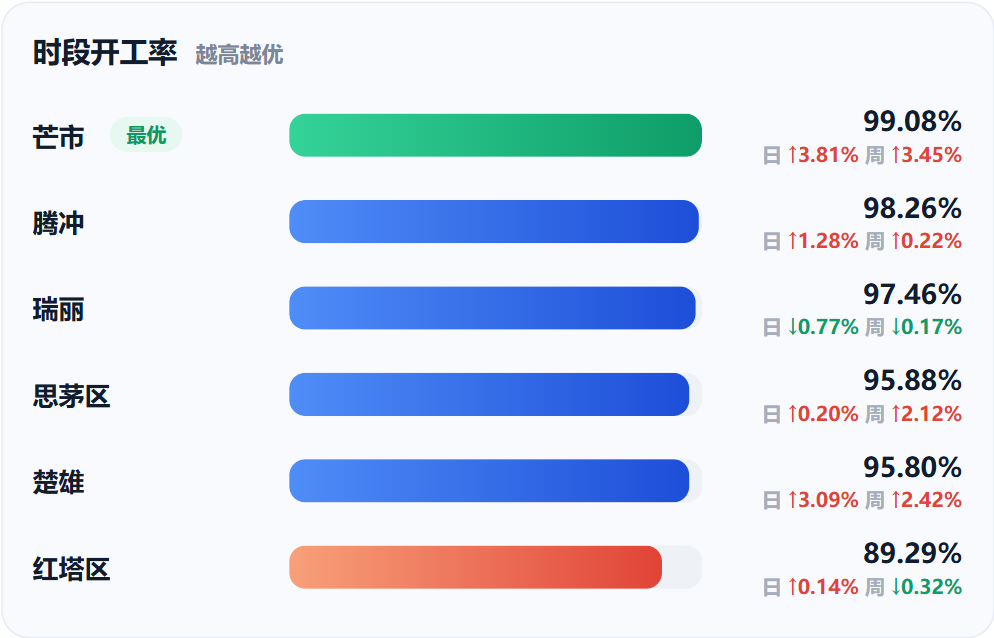 时段开工率 越高越优
芒市 最优 99.08%
日 ↑3.81% 周 ↑3.45%
腾冲 98.26%
日 ↑1.28% 周 ↑0.22%
瑞丽 97.46%
日 ↓0.77% 周 ↓0.17%
思茅区 95.88%
日 ↑0.20% 周 ↑2.12%
楚雄 95.80%
日 ↑3.09% 周 ↑2.42%
红塔区 89.29%
日 ↑0.14% 周 ↓0.32%